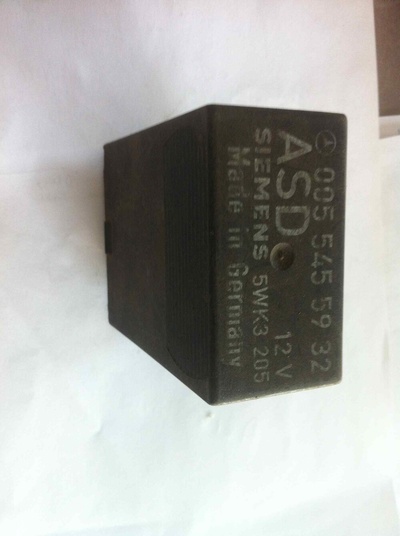 005 545 59 32
ASD 12 V
SIEMENS 5WK3 205
Made in Germany